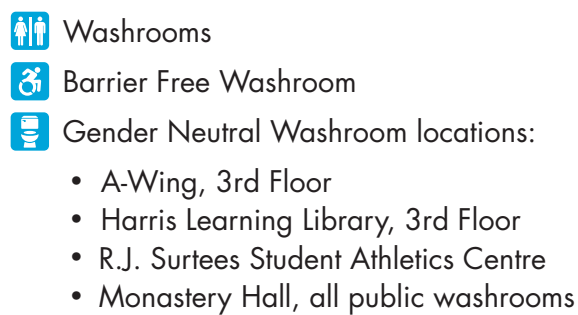 Washrooms
Barrier Free Washroom
Gender Neutral Washroom locations:
• A-Wing, 3rd Floor
• Harris Learning Library, 3rd Floor
• R.J. Surtees Student Athletics Centre
• Monastery Hall, all public washrooms